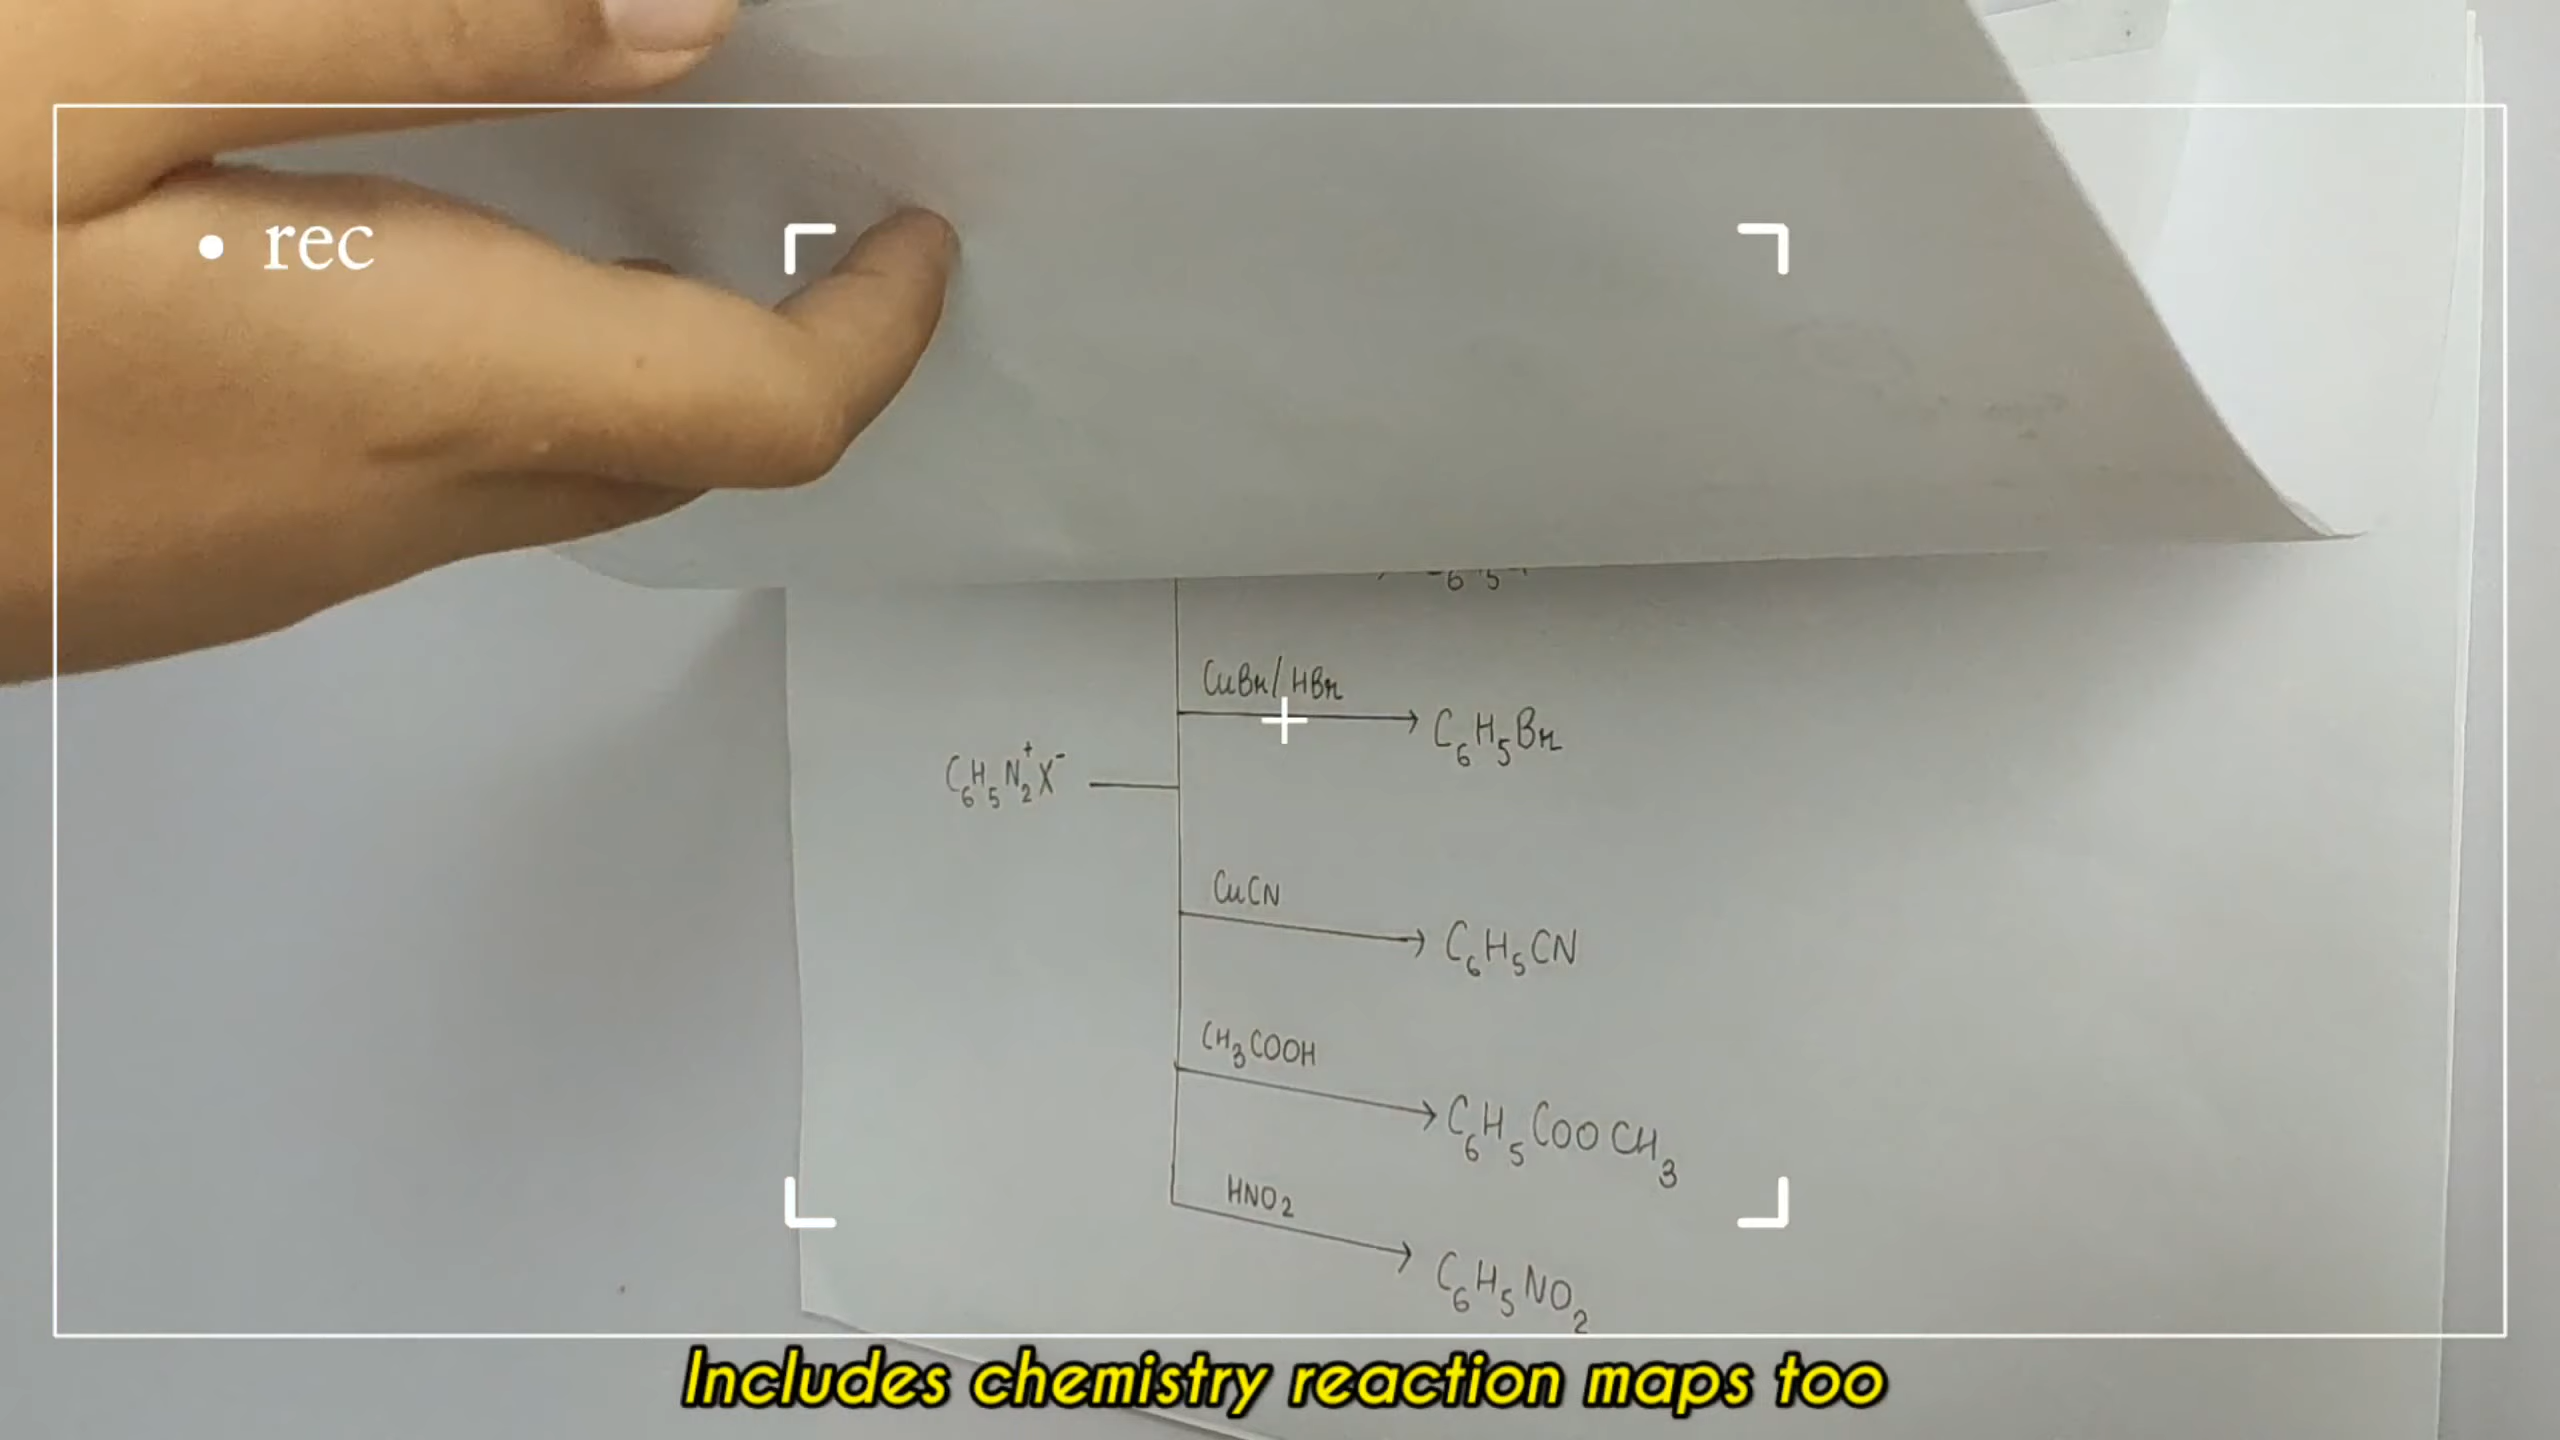 • rec
CuBr/HBr
C6H5Br
C6H5N2+X-
CuCN
C6H5CN
CH3COOH
C6H5COOCH3
HNO2
C6H5NO2
Includes chemistry reaction maps too